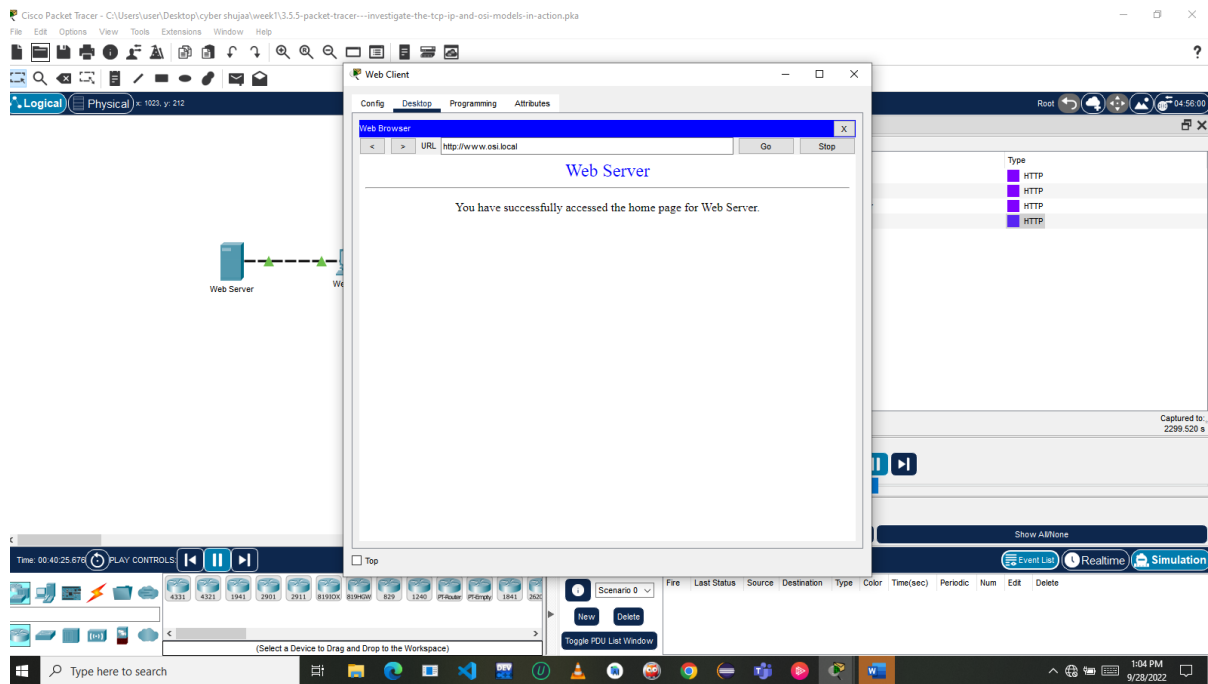 Cisco Packet Tracer - C:\Users\user\Desktop\cyber shujaa\week1\3.5.5-packet-tracer---investigate-the-tcp-ip-and-osi-models-in-action.pka
File Edit Options View Tools Extensions Window Help
?
Logical Physical x: 1023, y: 212
Root 04:56:00
Web Client
Config Desktop Programming Attributes
Web Browser X
< > URL http://www.osi.local Go Stop
Web Server
You have successfully accessed the home page for Web Server.
Type
HTTP
HTTP
HTTP
HTTP
Web Server
We
Captured to:
2299.520 s
Show All/None
Top
Time: 00:40:25.676 PLAY CONTROLS:
Event List Realtime Simulation
4331 4321 1941 2901 2911 819IOX 819HGW 829 1240 PT-Router PT-Empty 1841 262
(Select a Device to Drag and Drop to the Workspace)
Scenario 0
New Delete
Toggle PDU List Window
Fire Last Status Source Destination Type Color Time(sec) Periodic Num Edit Delete
Type here to search
DEV
1:04 PM
9/28/2022